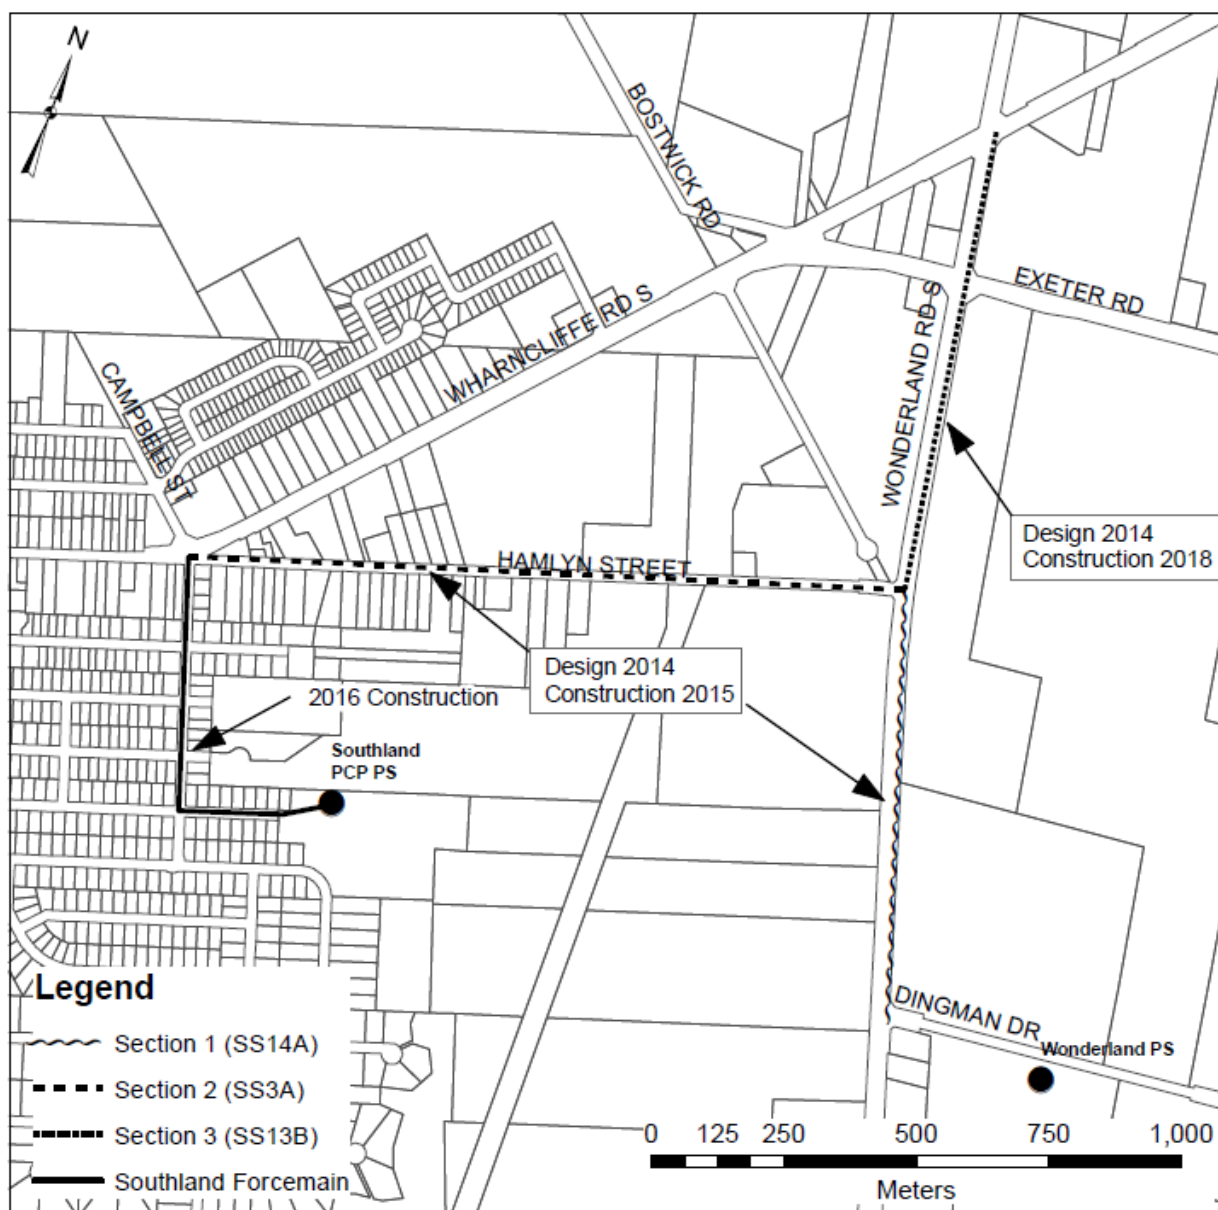 N
BOSTWICK RD
EXETER RD
WHARNCLIFFE RD S
WONDERLAND RD S
CAMPBELL ST
Design 2014
Construction 2018
HAMLYN STREET
Design 2014
Construction 2015
2016 Construction
Southland
PCP PS
DINGMAN DR
Wonderland PS
Legend
Section 1 (SS14A)
Section 2 (SS3A)
Section 3 (SS13B)
Southland Forcemain
0 125 250 500 750 1,000
Meters